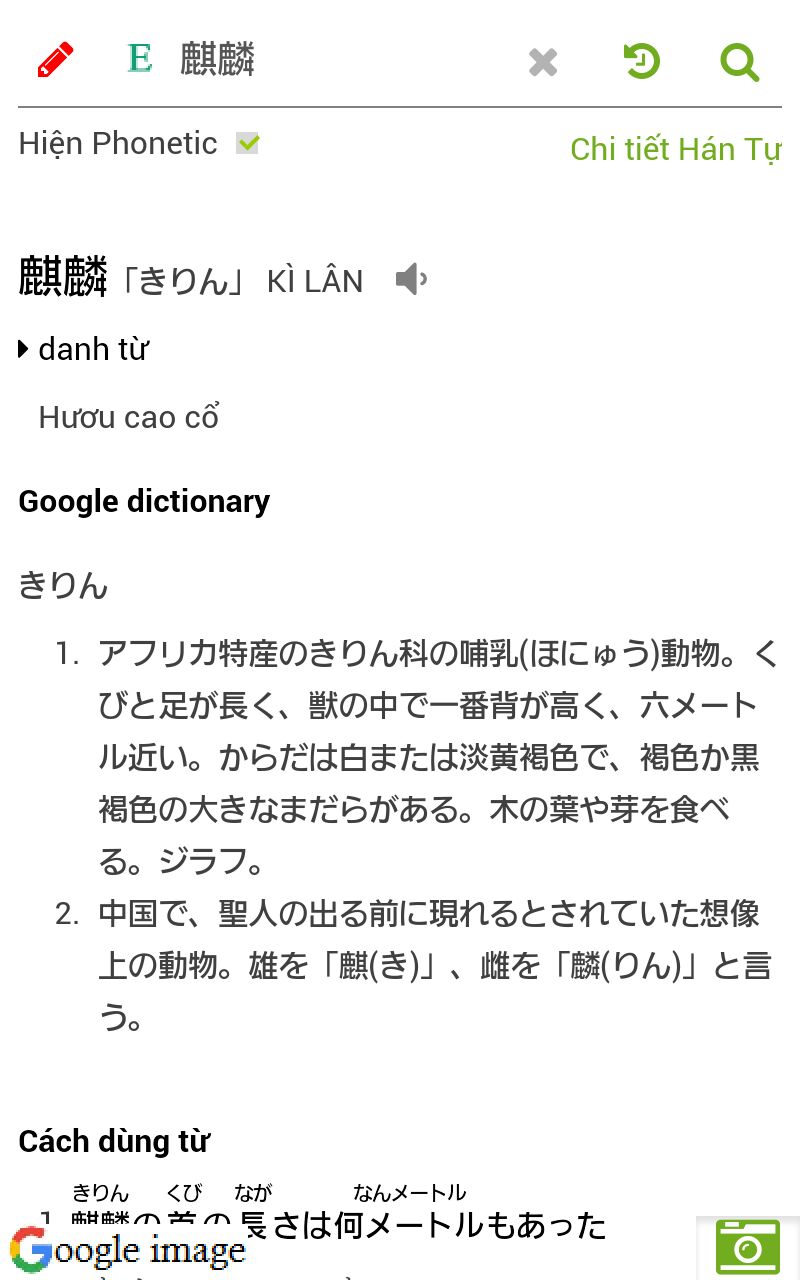 E 麒麟
Hiện Phonetic
Chi tiết Hán Tự
麒麟「きりん」 KÌ LÂN
danh từ
Hươu cao cổ
Google dictionary
きりん
1. アフリカ特産のきりん科の哺乳(ほにゅう)動物。く
びと足が長く、獣の中で一番背が高く、六メート
ル近い。からだは白または淡黄褐色で、褐色か黒
褐色の大きなまだらがある。木の葉や芽を食べ
る。ジラフ。
2. 中国で、聖人の出る前に現れるとされていた想像
上の動物。雄を「麒(き)」、雌を「麟(りん)」と言
う。
Cách dùng từ
きりん くび なが なんメートル
1 麒麟の首の長さは何メートルもあった
Google image